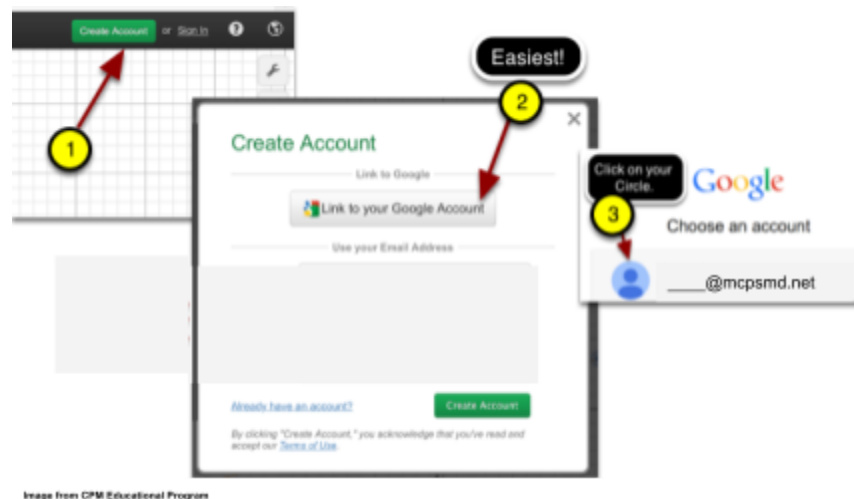 Create Account or Sign In
1
Easiest!
2
Create Account
Link to Google
Link to your Google Account
Use your Email Address
Already have an account?
Create Account
By clicking "Create Account," you acknowledge that you've read and
accept our Terms of Use.
Click on your
Circle.
3
Google
Choose an account
____@mcpsmd.net
Image from CPM Educational Program